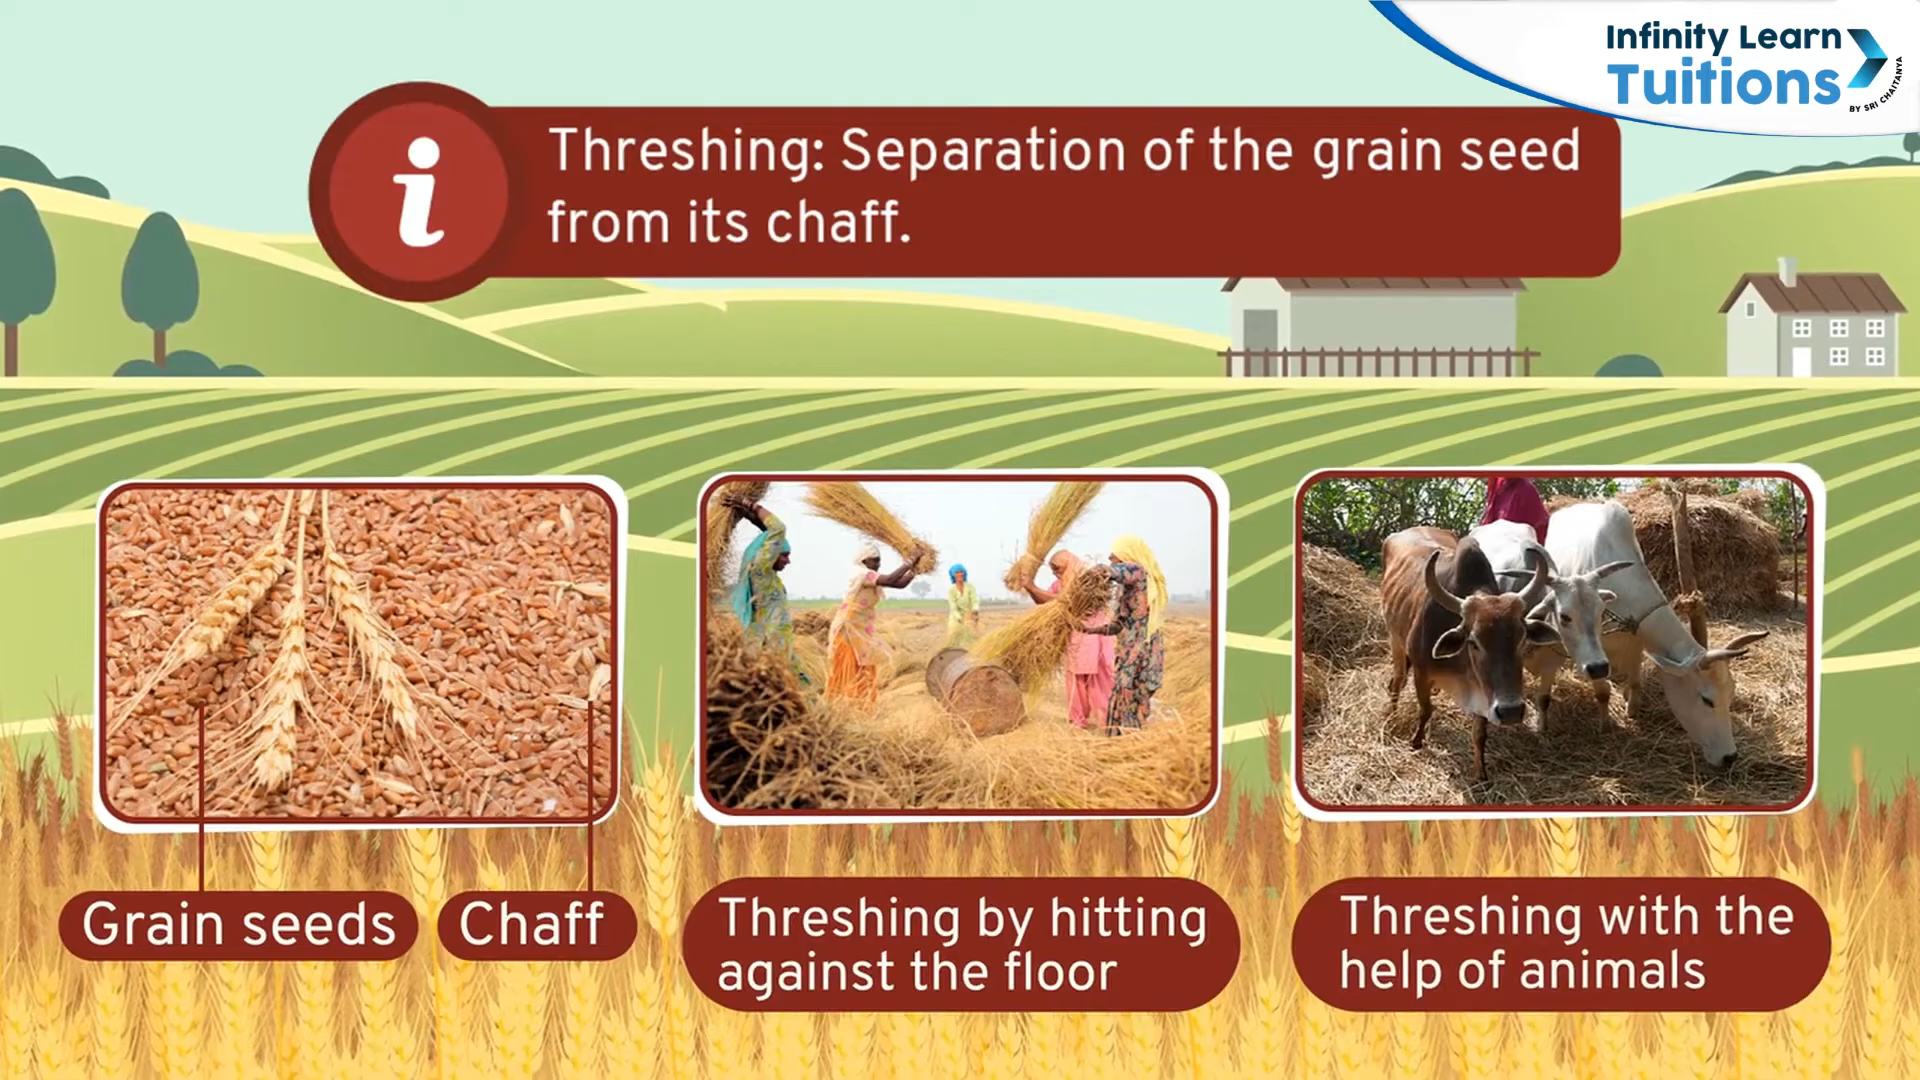 Infinity Learn
Tuitions
BY SRI CHAITANYA
i
Threshing: Separation of the grain seed
from its chaff.
Grain seeds
Chaff
Threshing by hitting
against the floor
Threshing with the
help of animals